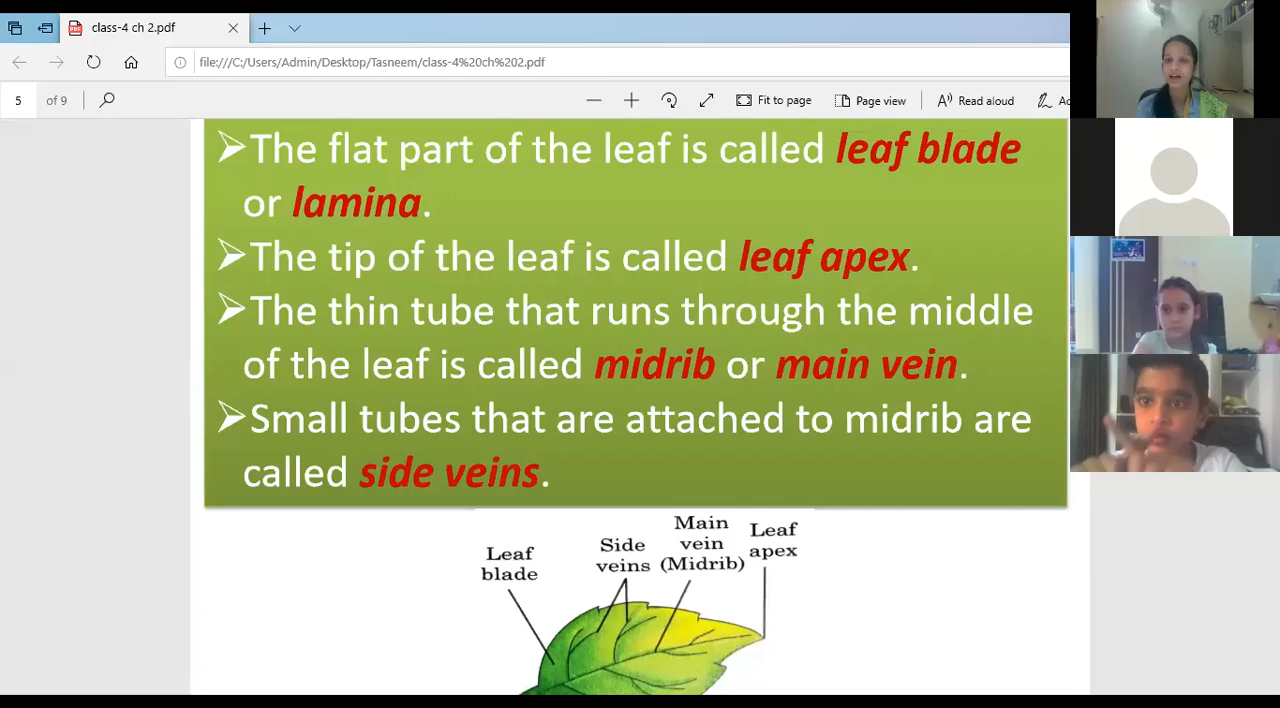 class-4 ch 2.pdf
file:///C:/Users/Admin/Desktop/Tasneem/class-4%20ch%202.pdf
5 of 9 Fit to page Page view Read aloud
The flat part of the leaf is called leaf blade
or lamina.
The tip of the leaf is called leaf apex.
The thin tube that runs through the middle
of the leaf is called midrib or main vein.
Small tubes that are attached to midrib are
called side veins.
Leaf
blade
Side
veins
Main
vein
(Midrib)
Leaf
apex